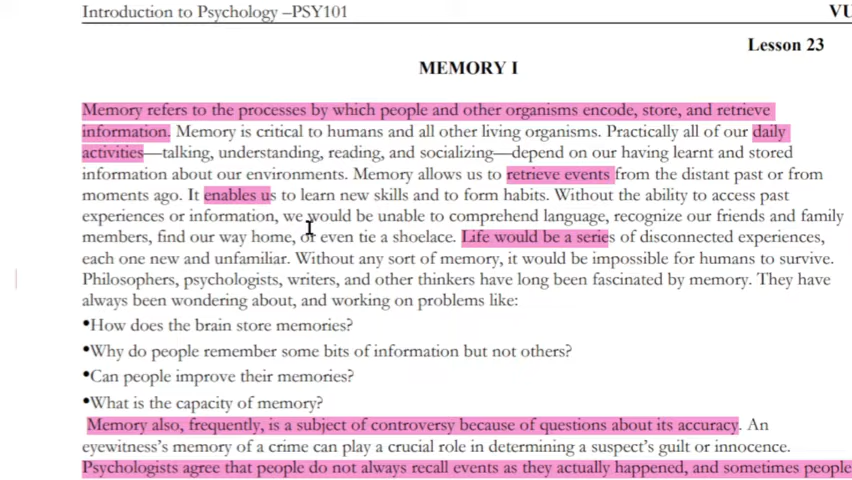 Introduction to Psychology –PSY101 VU
Lesson 23
MEMORY I
Memory refers to the processes by which people and other organisms encode, store, and retrieve
information. Memory is critical to humans and all other living organisms. Practically all of our daily
activities—talking, understanding, reading, and socializing—depend on our having learnt and stored
information about our environments. Memory allows us to retrieve events from the distant past or from
moments ago. It enables us to learn new skills and to form habits. Without the ability to access past
experiences or information, we would be unable to comprehend language, recognize our friends and family
members, find our way home, or even tie a shoelace. Life would be a series of disconnected experiences,
each one new and unfamiliar. Without any sort of memory, it would be impossible for humans to survive.
Philosophers, psychologists, writers, and other thinkers have long been fascinated by memory. They have
always been wondering about, and working on problems like:
•How does the brain store memories?
•Why do people remember some bits of information but not others?
•Can people improve their memories?
•What is the capacity of memory?
Memory also, frequently, is a subject of controversy because of questions about its accuracy. An
eyewitness’s memory of a crime can play a crucial role in determining a suspect’s guilt or innocence.
Psychologists agree that people do not always recall events as they actually happened, and sometimes people